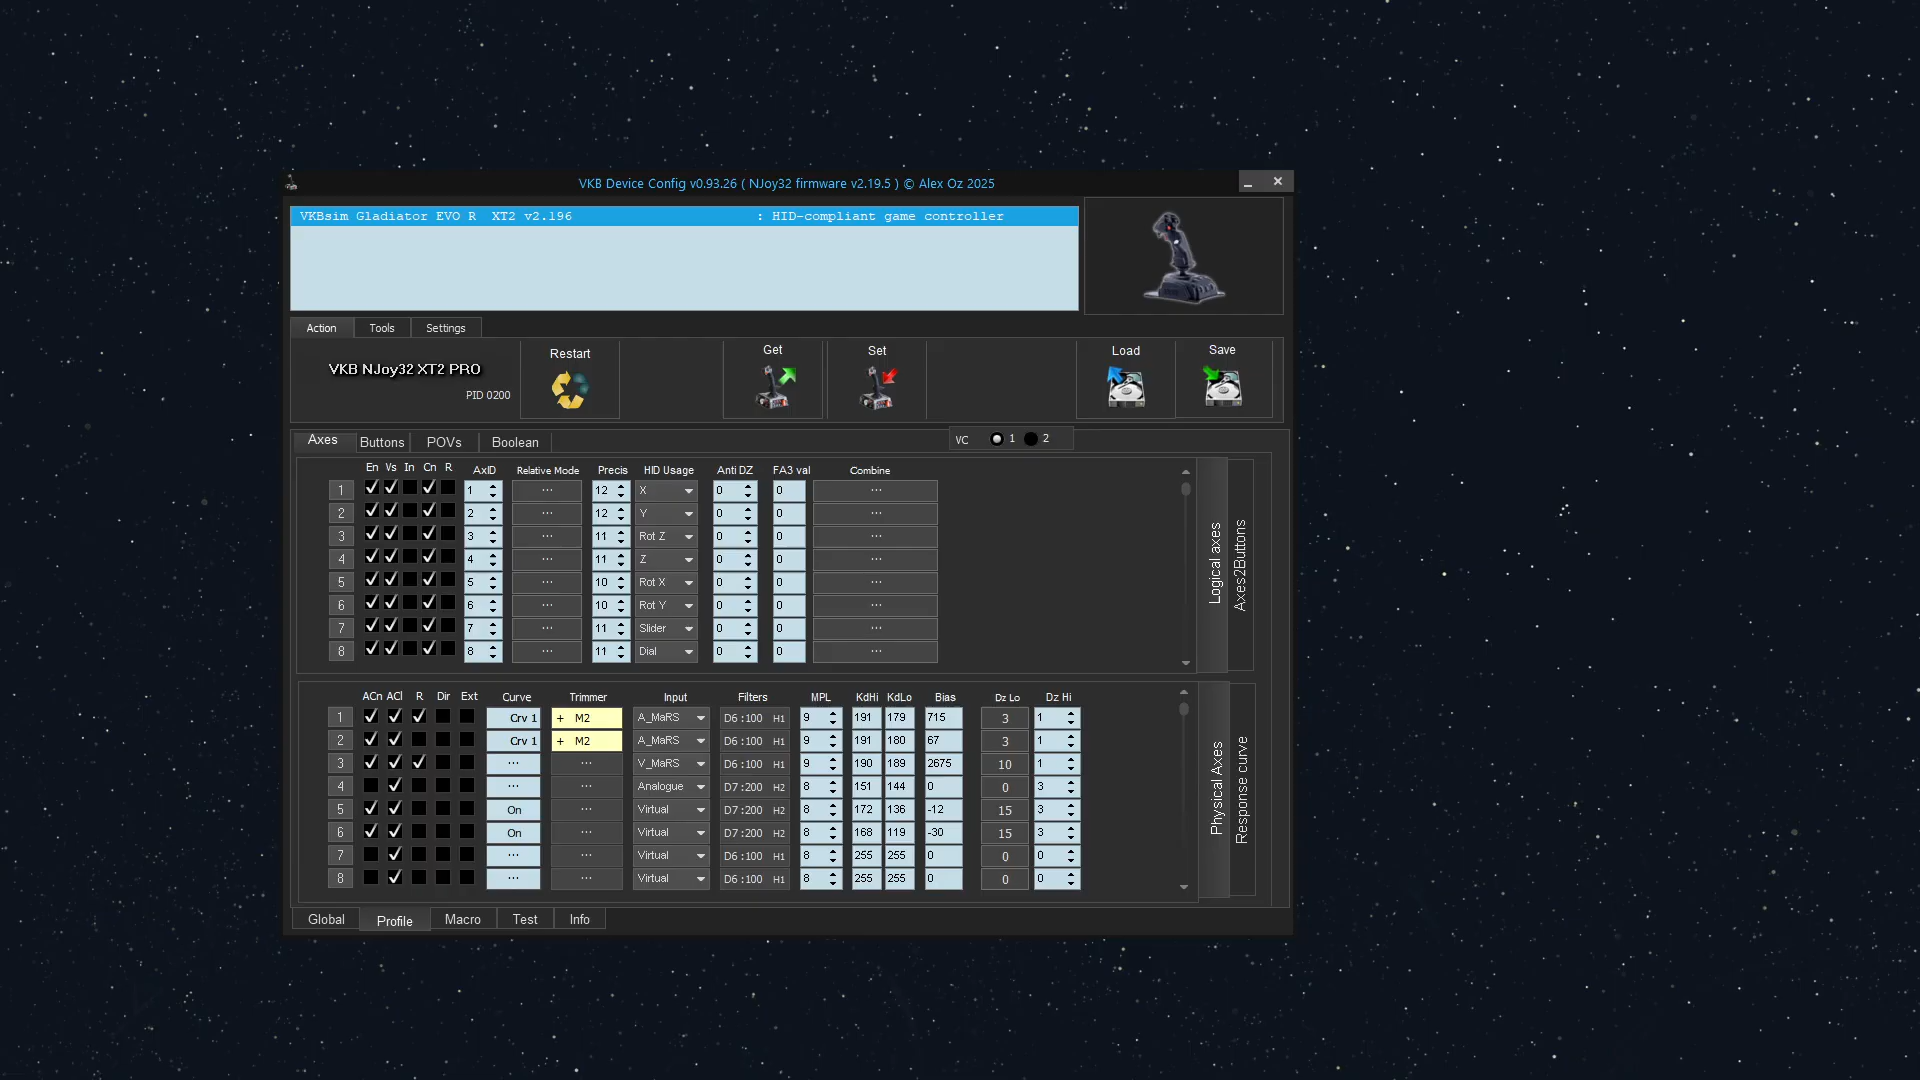 VKB Device Config v0.93.26 ( NJoy32 firmware v2.19.5 ) © Alex Oz 2025
VKBsim Gladiator EVO R  XT2 v2.196 : HID-compliant game controller
Action Tools Settings
VKB NJoy32 XT2 PRO
PID 0200
Restart
Get
Set
Load
Save
Axes Buttons POVs Boolean
VC 1 2
En Vs In Cn R AxID Relative Mode Precis HID Usage Anti DZ FA3 val Combine
1 1 ... 12 X 0 0 ...
2 2 ... 12 Y 0 0 ...
3 3 ... 11 Rot Z 0 0 ...
4 4 ... 11 Z 0 0 ...
5 5 ... 10 Rot X 0 0 ...
6 6 ... 10 Rot Y 0 0 ...
7 7 ... 11 Slider 0 0 ...
8 8 ... 11 Dial 0 0 ...
Logical axes
Axes2Buttons
ACn ACl R Dir Ext Curve Trimmer Input Filters MPL KdHi KdLo Bias Dz Lo Dz Hi
1 Crv 1 + M2 A_MaRS D6 :100 H1 9 191 179 715 3 1
2 Crv 1 + M2 A_MaRS D6 :100 H1 9 191 180 67 3 1
3 ... ... V_MaRS D6 :100 H1 9 190 189 2675 10 1
4 ... ... Analogue D7 :200 H2 8 151 144 0 0 3
5 On ... Virtual D7 :200 H2 8 172 136 -12 15 3
6 On ... Virtual D7 :200 H2 8 168 119 -30 15 3
7 ... ... Virtual D6 :100 H1 8 255 255 0 0 0
8 ... ... Virtual D6 :100 H1 8 255 255 0 0 0
Physical Axes
Response curve
Global Profile Macro Test Info